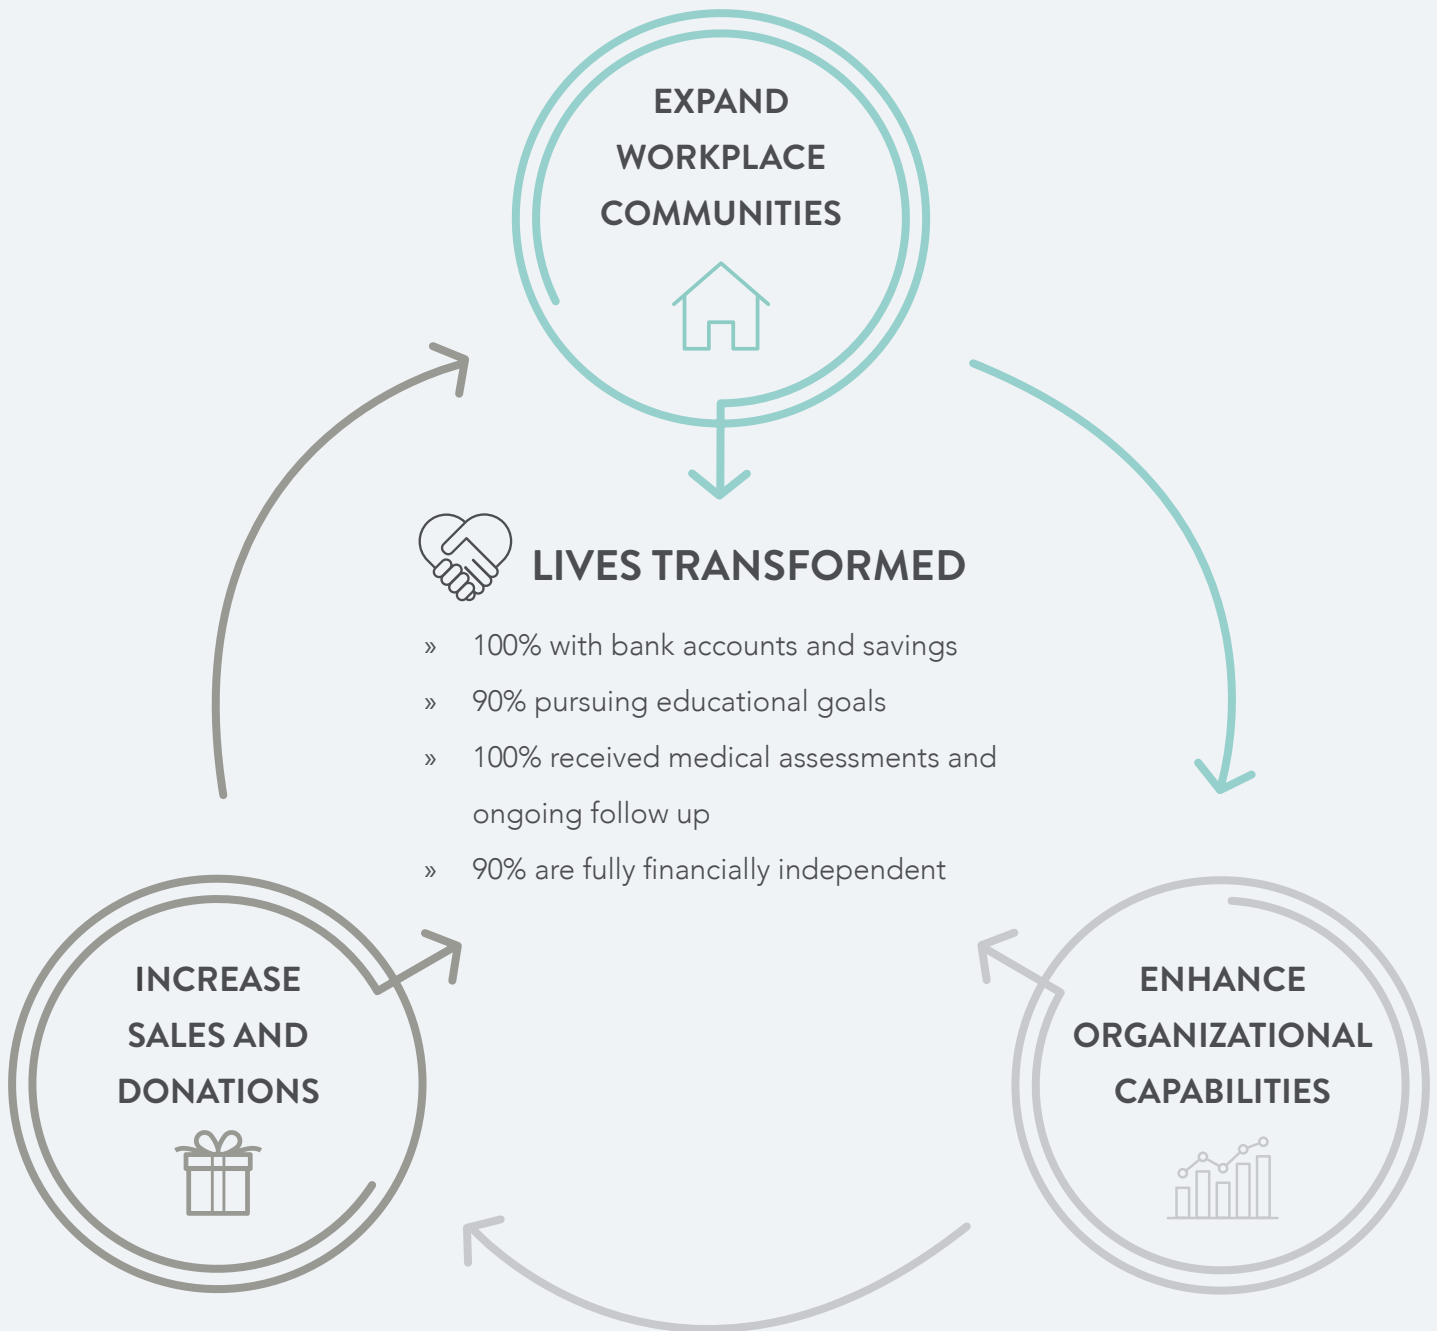 EXPAND
WORKPLACE
COMMUNITIES
LIVES TRANSFORMED
» 100% with bank accounts and savings
» 90% pursuing educational goals
» 100% received medical assessments and
ongoing follow up
» 90% are fully financially independent
INCREASE
SALES AND
DONATIONS
ENHANCE
ORGANIZATIONAL
CAPABILITIES